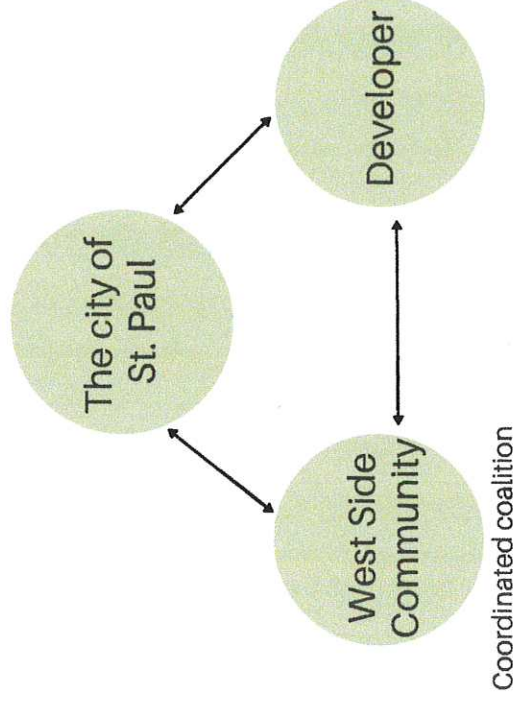 The city of
St. Paul
Developer
West Side
Community
Coordinated coalition